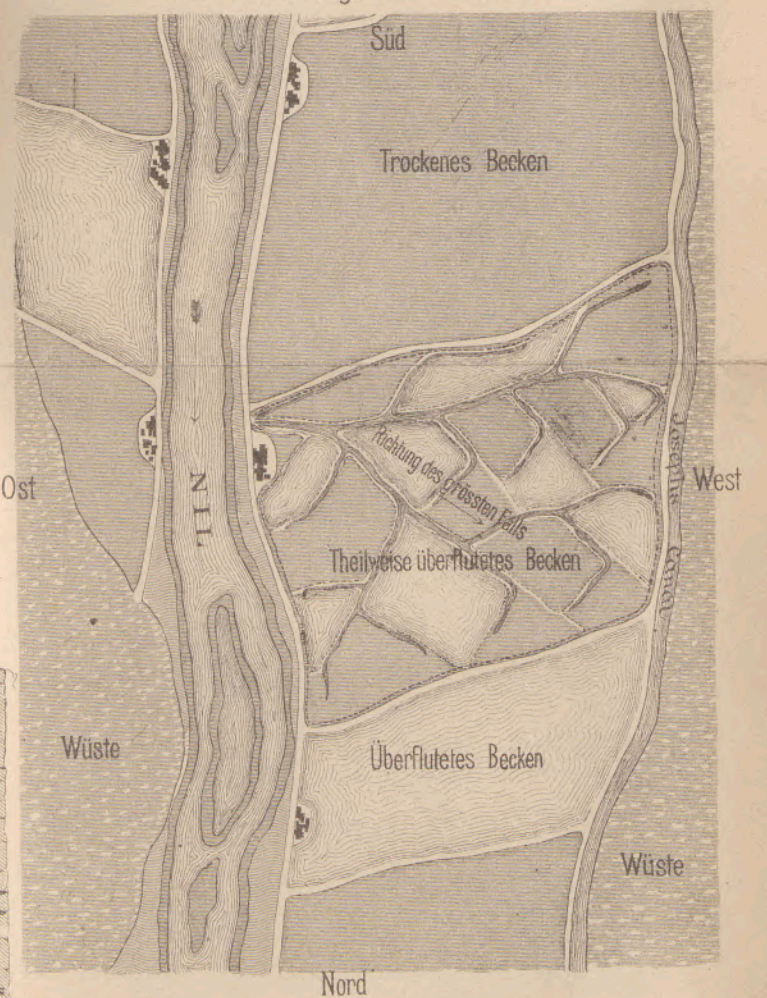 Süd
Trockenes Becken
Ost
NIL
Richtung des grössten Falls
Josephs Canal
West
Theilweise überflutetes Becken
Wüste
Überflutetes Becken
Wüste
Nord